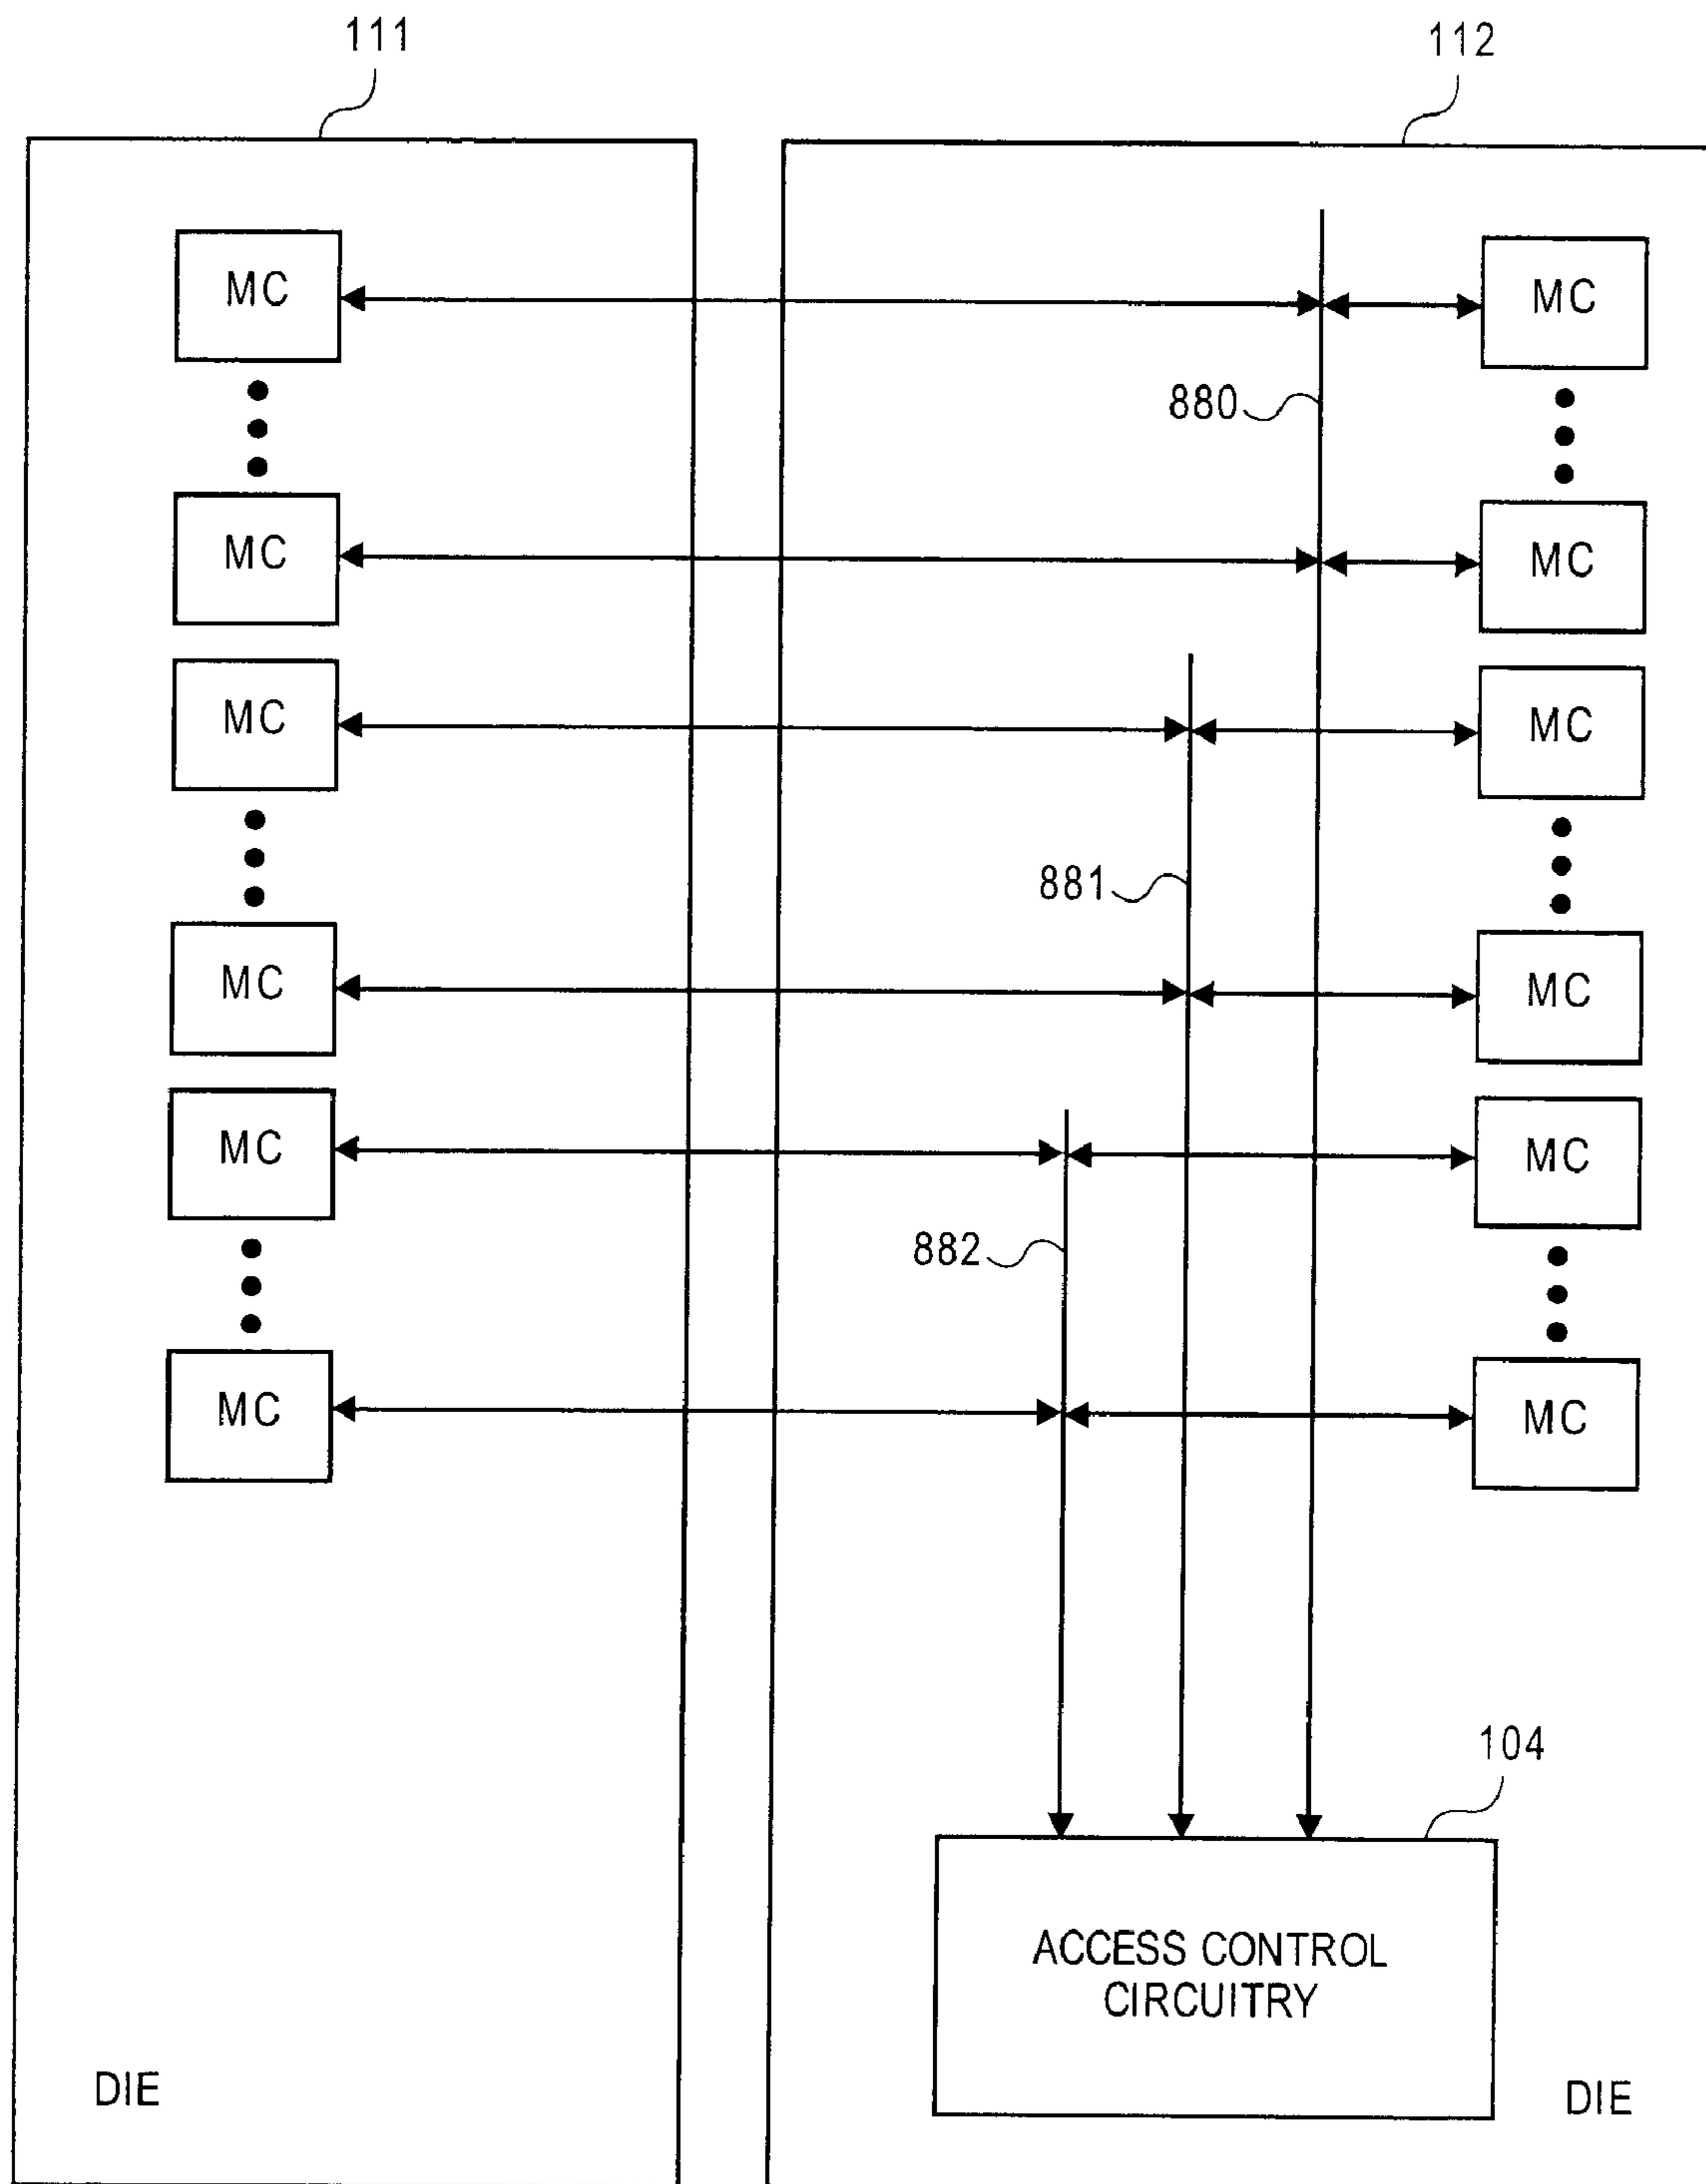 111
112
MC
MC
880
MC
MC
MC
MC
881
MC
MC
MC
MC
882
MC
MC
104
ACCESS CONTROL
CIRCUITRY
DIE
DIE